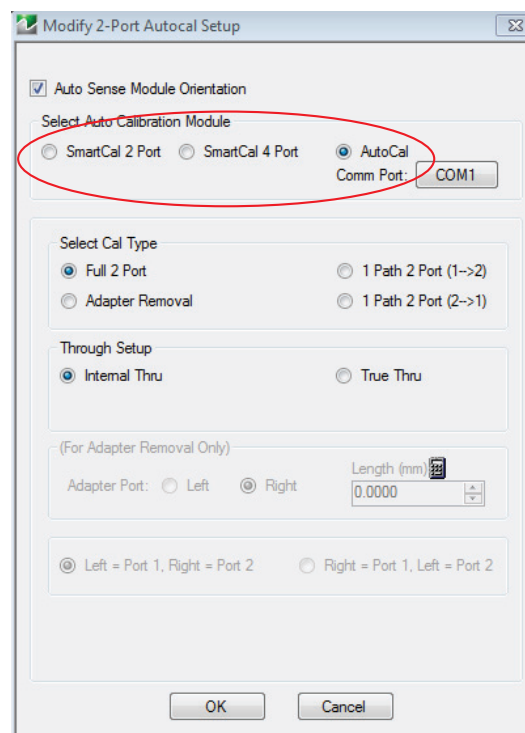 Modify 2-Port Autocal Setup
Auto Sense Module Orientation
Select Auto Calibration Module
SmartCal 2 Port SmartCal 4 Port AutoCal
Comm Port: COM1
Select Cal Type
Full 2 Port 1 Path 2 Port (1-->2)
Adapter Removal 1 Path 2 Port (2-->1)
Through Setup
Internal Thru True Thru
(For Adapter Removal Only)
Length (mm)
Adapter Port: Left Right 0.0000
Left = Port 1, Right = Port 2 Right = Port 1, Left = Port 2
OK Cancel